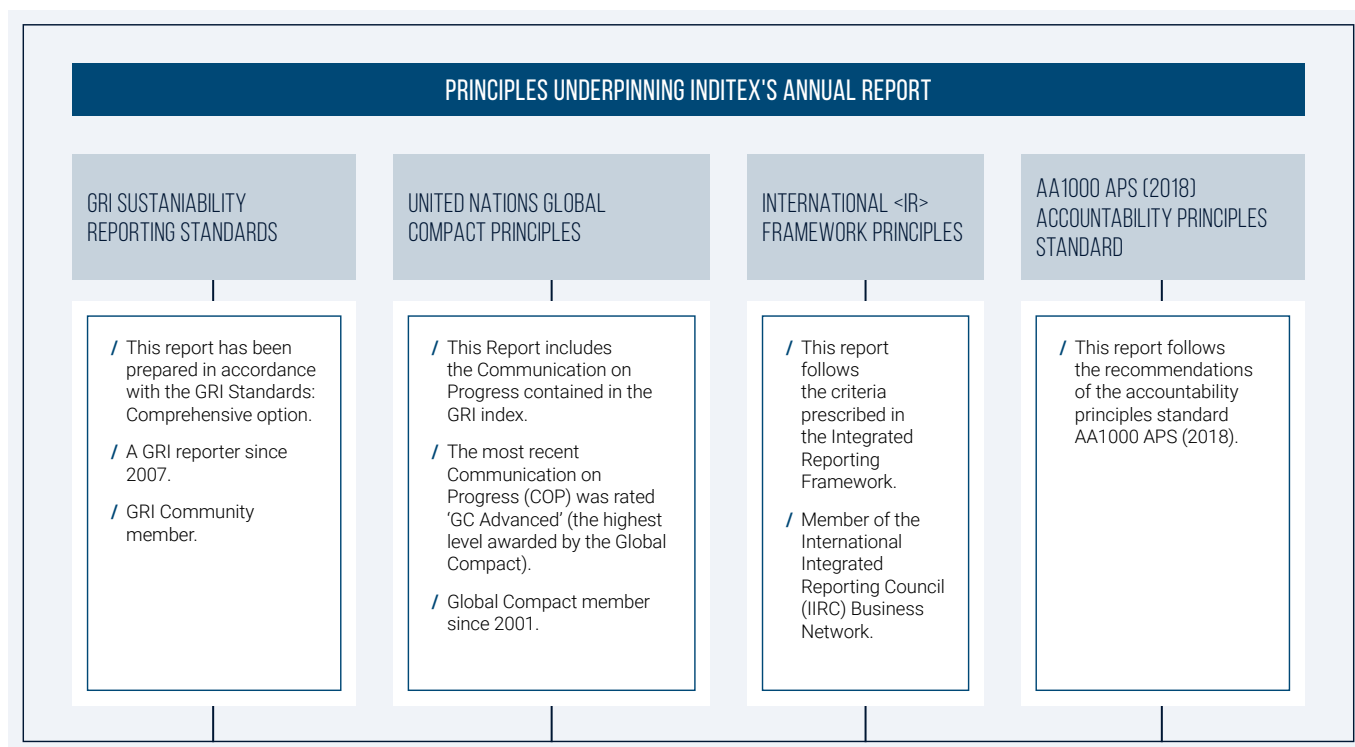 PRINCIPLES UNDERPINNING INDITEX'S ANNUAL REPORT
GRI SUSTANIABILITY
REPORTING STANDARDS
/ This report has been
prepared in accordance
with the GRI Standards:
Comprehensive option.
/ A GRI reporter since
2007.
/ GRI Community
member.
UNITED NATIONS GLOBAL
COMPACT PRINCIPLES
/ This Report includes
the Communication on
Progress contained in the
GRI index.
/ The most recent
Communication on
Progress (COP) was rated
‘GC Advanced’ (the highest
level awarded by the Global
Compact).
/ Global Compact member
since 2001.
INTERNATIONAL <IR>
FRAMEWORK PRINCIPLES
/ This report
follows
the criteria
prescribed in
the Integrated
Reporting
Framework.
/ Member of the
International
Integrated
Reporting Council
(IIRC) Business
Network.
AA1000 APS (2018)
ACCOUNTABILITY PRINCIPLES
STANDARD
/ This report follows
the recommendations
of the accountability
principles standard
AA1000 APS (2018).